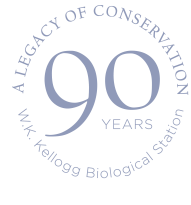 A LEGACY OF CONSERVATION
90
YEARS
W.K. Kellogg Biological Station